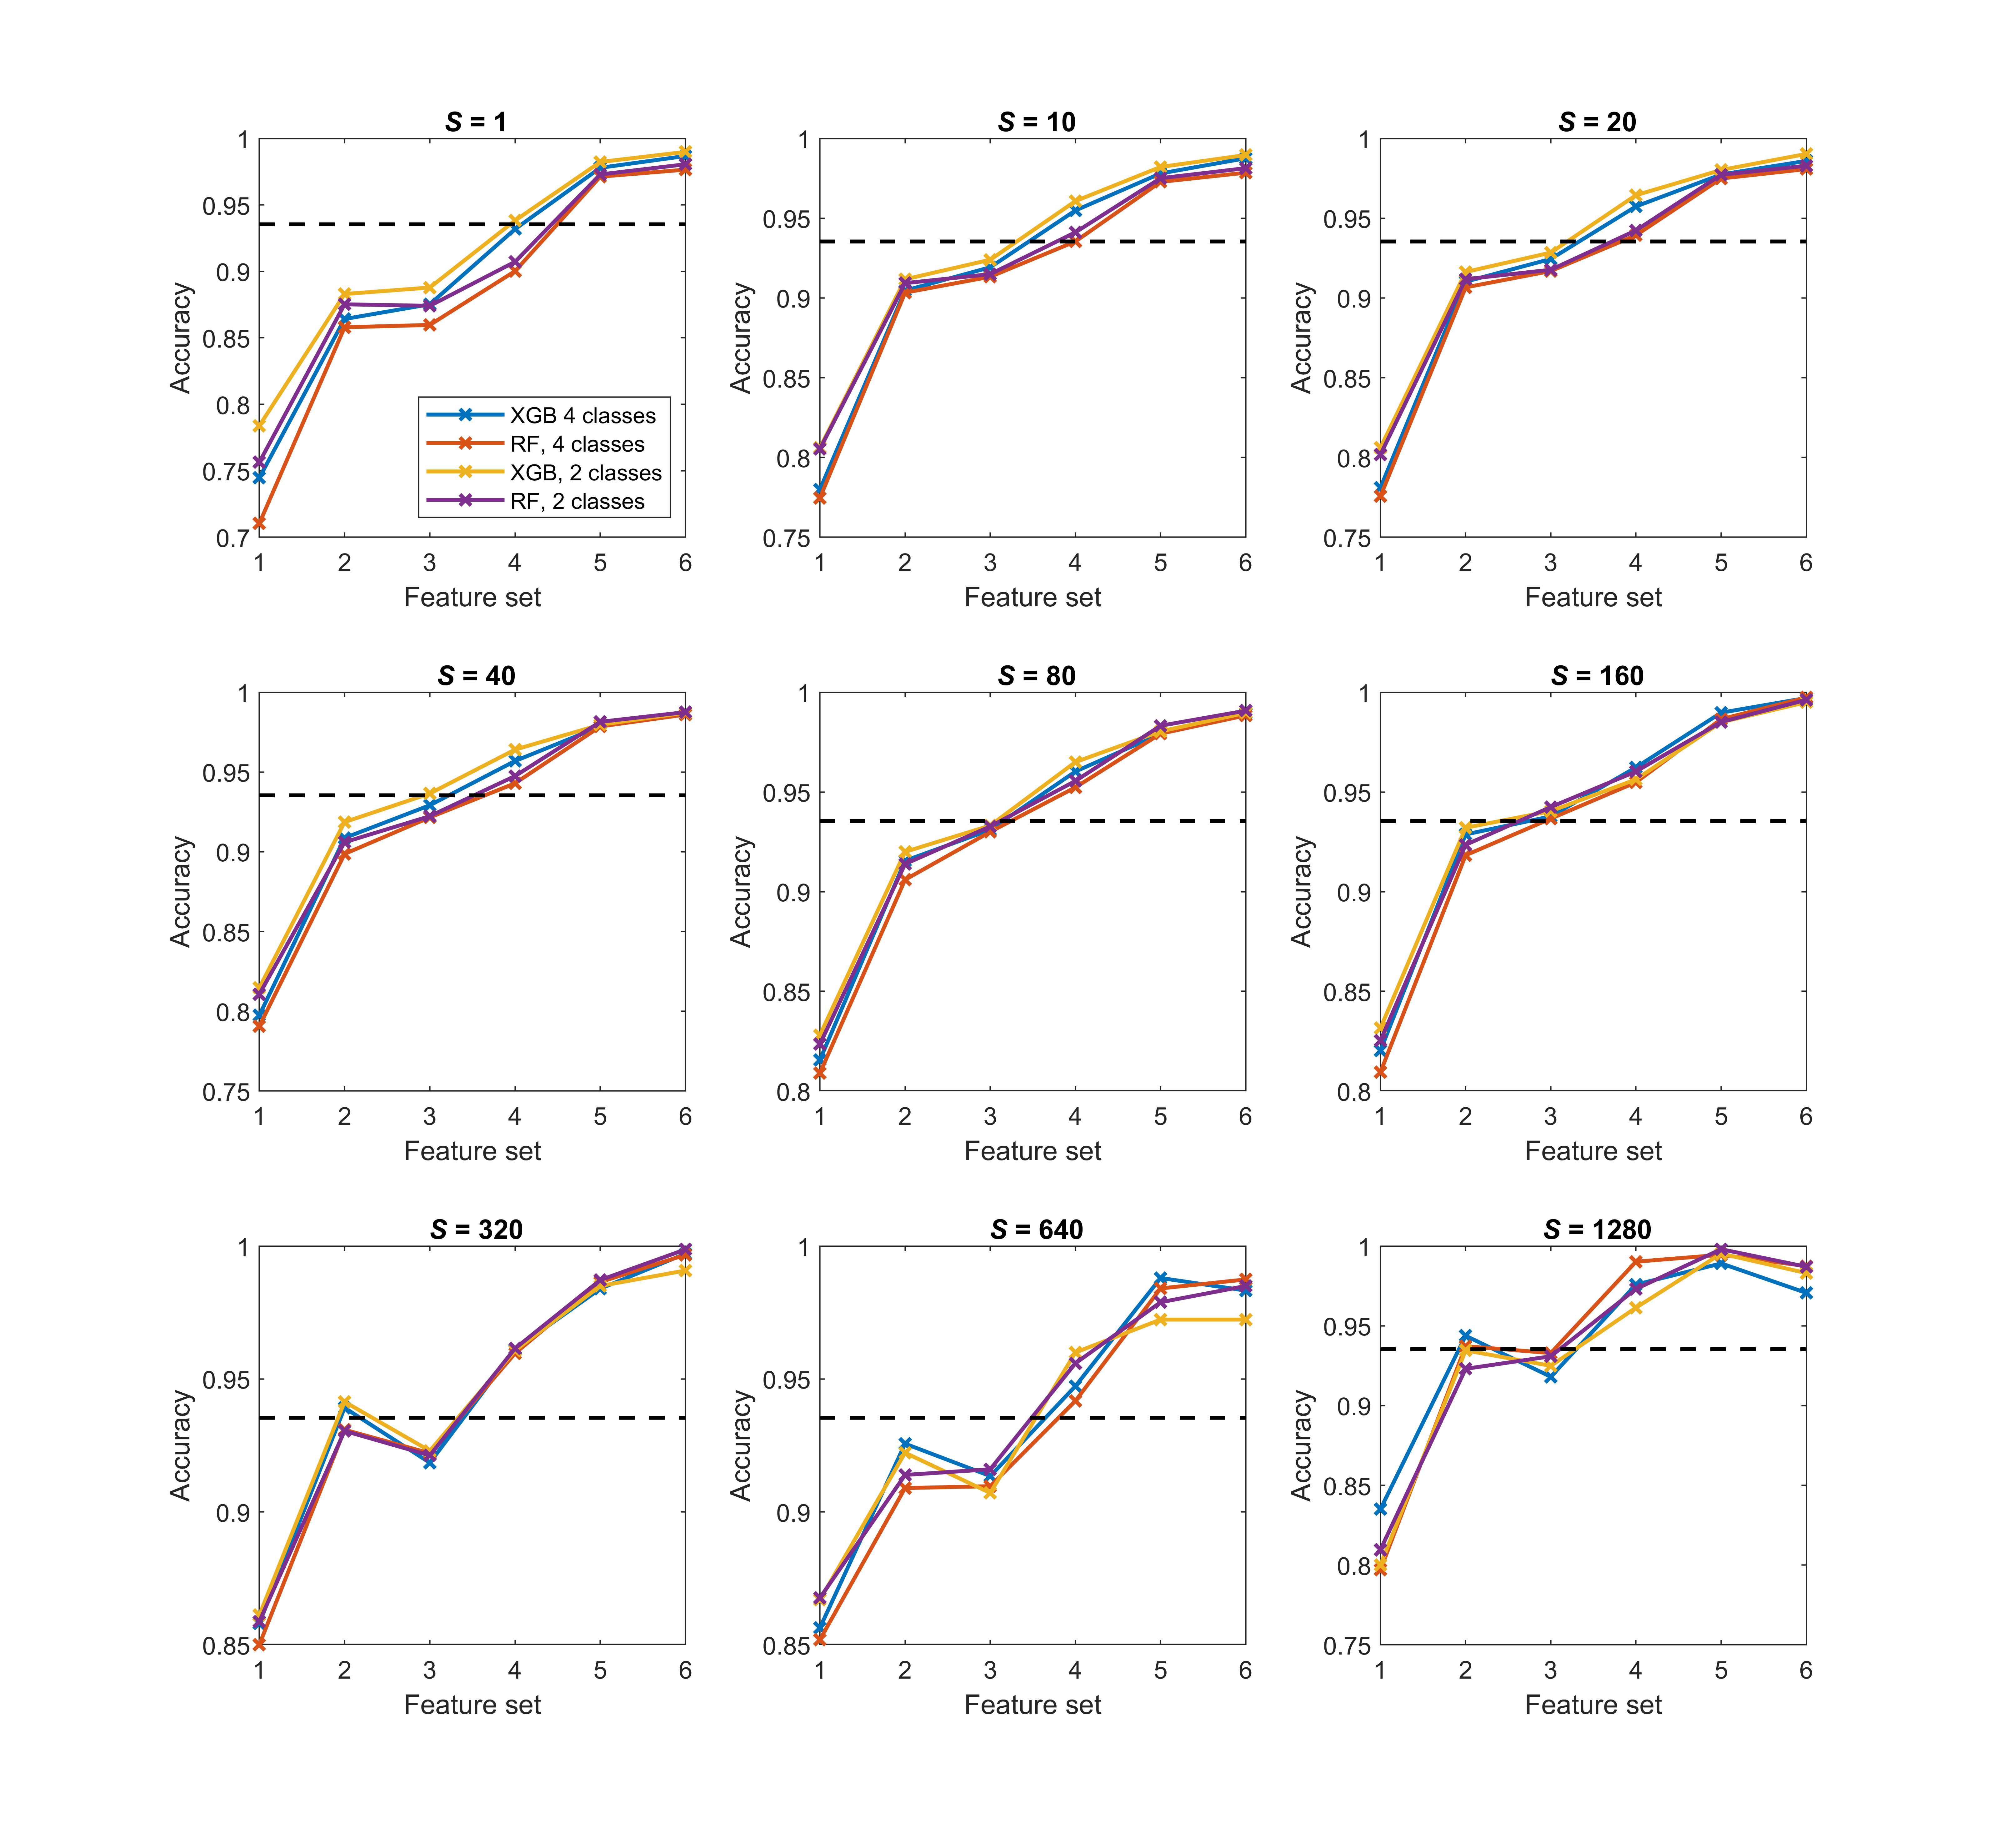 S = 1
1
0.95
0.9
0.85
0.8
0.75
0.7
Accuracy
XGB 4 classes
RF, 4 classes
XGB, 2 classes
RF, 2 classes
1 2 3 4 5 6
Feature set
S = 10
1
0.95
0.9
0.85
0.8
0.75
Accuracy
1 2 3 4 5 6
Feature set
S = 20
1
0.95
0.9
0.85
0.8
0.75
Accuracy
1 2 3 4 5 6
Feature set
S = 40
1
0.95
0.9
0.85
0.8
0.75
Accuracy
1 2 3 4 5 6
Feature set
S = 80
1
0.95
0.9
0.85
0.8
Accuracy
1 2 3 4 5 6
Feature set
S = 160
1
0.95
0.9
0.85
0.8
Accuracy
1 2 3 4 5 6
Feature set
S = 320
1
0.95
0.9
0.85
Accuracy
1 2 3 4 5 6
Feature set
S = 640
1
0.95
0.9
0.85
Accuracy
1 2 3 4 5 6
Feature set
S = 1280
1
0.95
0.9
0.85
0.8
0.75
Accuracy
1 2 3 4 5 6
Feature set